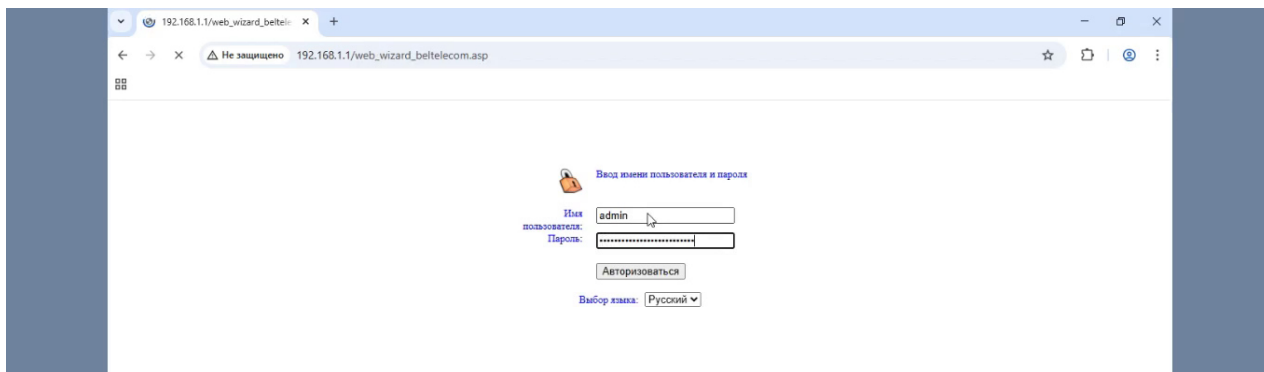 192.168.1.1/web_wizard_beltele
Не защищено 192.168.1.1/web_wizard_beltelecom.asp
Ввод имени пользователя и пароля
Имя
пользователя:
admin
Пароль:
Авторизоваться
Выбор языка: Русский